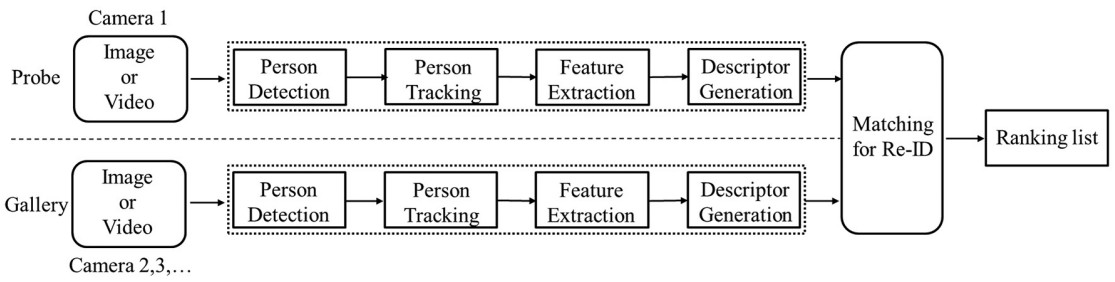 Camera 1
Probe
Image
or
Video
Person
Detection
Person
Tracking
Feature
Extraction
Descriptor
Generation
Matching
for Re-ID
Ranking list
Gallery
Image
or
Video
Person
Detection
Person
Tracking
Feature
Extraction
Descriptor
Generation
Camera 2,3,…